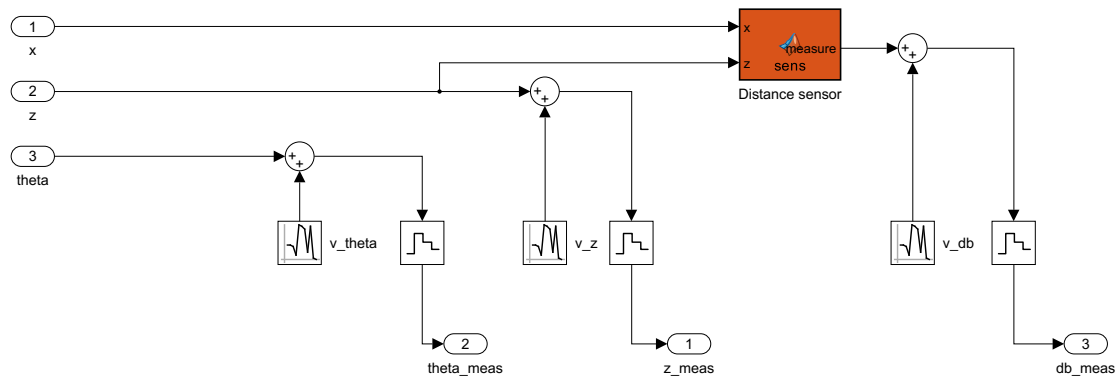 1
x
2
z
3
theta
x
z
measure
sens
Distance sensor
+
+
+
+
+
+
v_theta
v_z
v_db
2
theta_meas
1
z_meas
3
db_meas